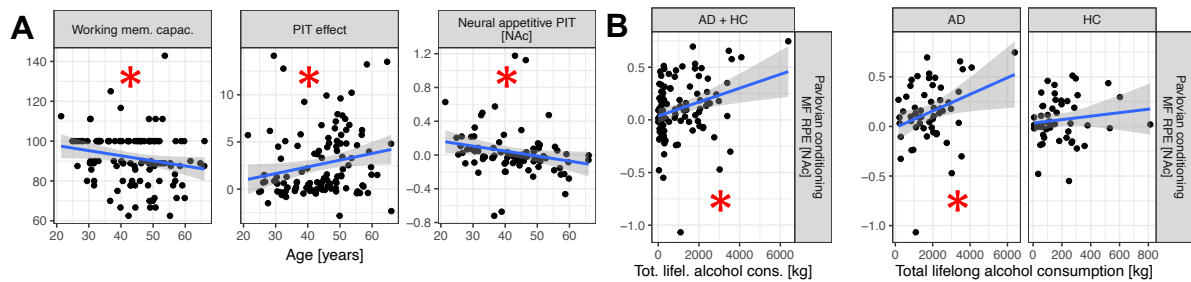 A
Working mem. capac.
PIT effect
Neural appetitive PIT
[NAc]
140
120
100
80
60
10
5
0
1.2
0.8
0.4
0.0
−0.4
−0.8
20 30 40 50 60
20 30 40 50 60
20 30 40 50 60
Age [years]
B
AD + HC
AD
HC
0.5
0.0
−0.5
−1.0
0.5
0.0
−0.5
−1.0
Pavlovian conditioning
MF RPE [NAc]
Pavlovian conditioning
MF RPE [NAc]
0 2000 4000 6000
0 2000 4000 6000
0 200 400 600 800
Tot. lifel. alcohol cons. [kg]
Total lifelong alcohol consumption [kg]